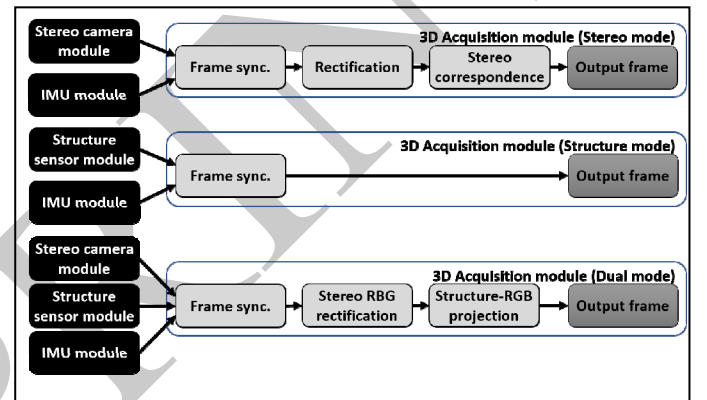 Stereo camera
module
IMU module
3D Acquisition module (Stereo mode)
Frame sync.
Rectification
Stereo
correspondence
Output frame
Structure
sensor module
IMU module
3D Acquisition module (Structure mode)
Frame sync.
Output frame
Stereo camera
module
Structure
sensor module
IMU module
3D Acquisition module (Dual mode)
Frame sync.
Stereo RBG
rectification
Structure-RGB
projection
Output frame